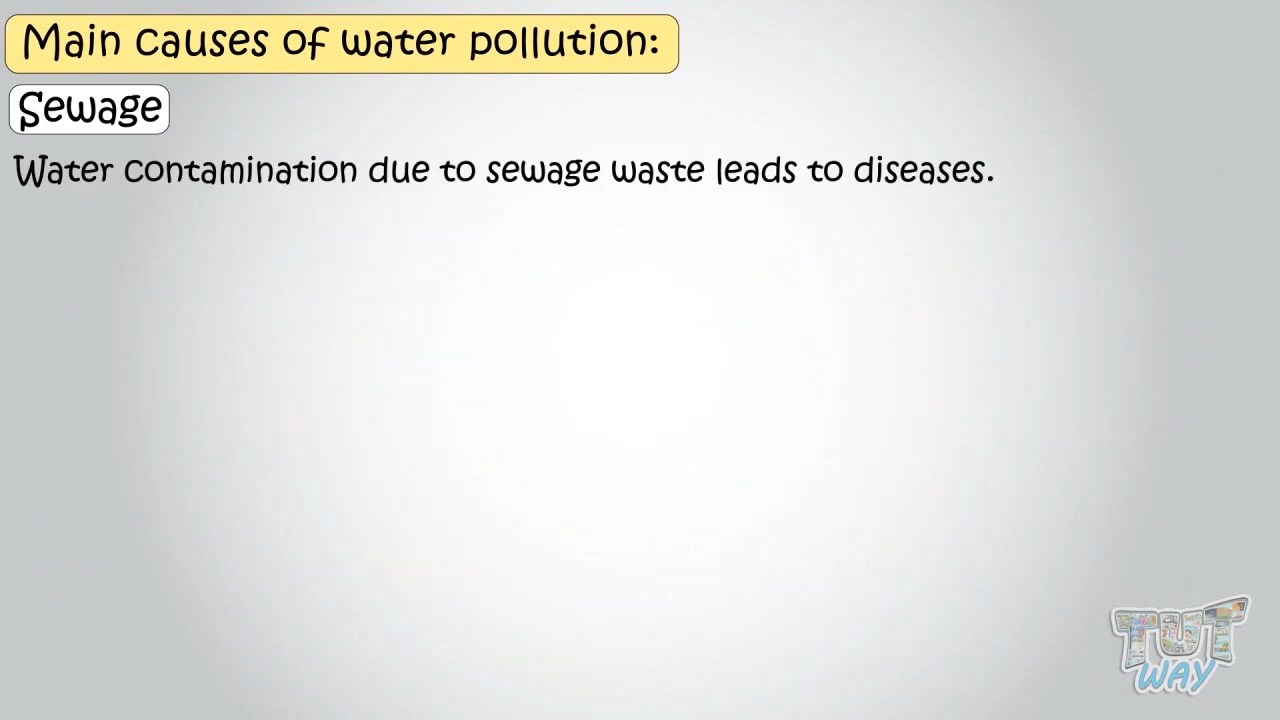 Main causes of water pollution:
Sewage
Water contamination due to sewage waste leads to diseases.
TUT
WAY